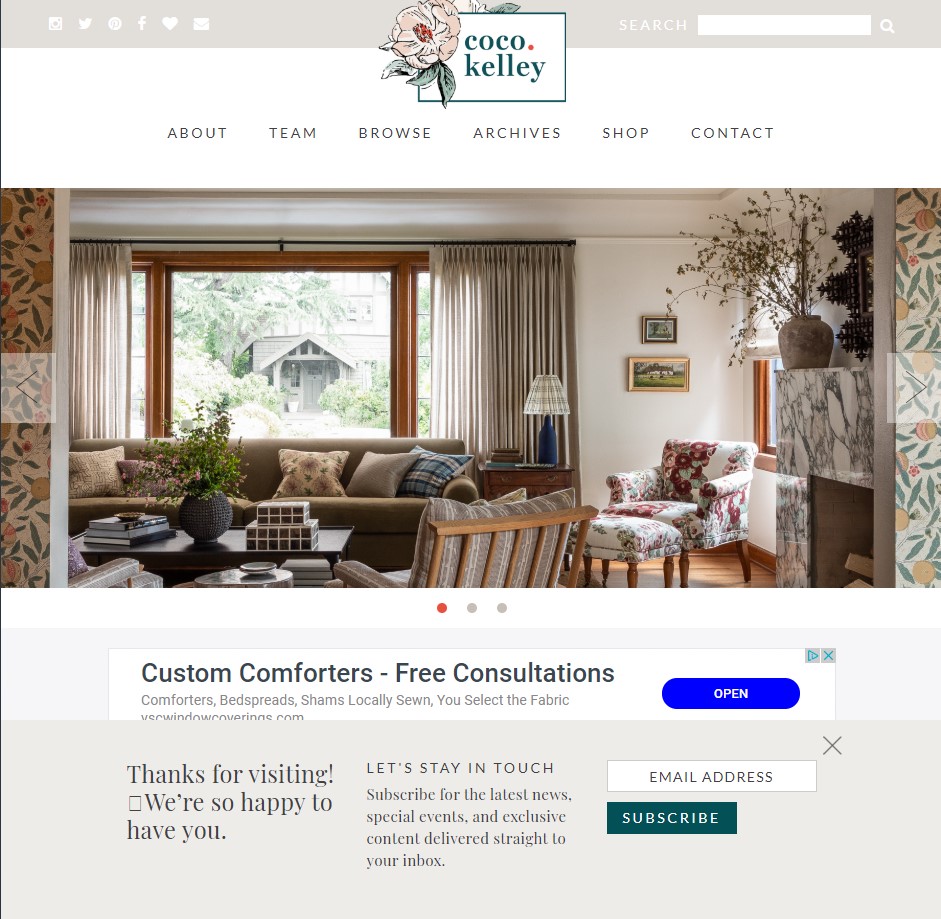 SEARCH
coco.
kelley
ABOUT TEAM BROWSE ARCHIVES SHOP CONTACT
Custom Comforters - Free Consultations
Comforters, Bedspreads, Shams Locally Sewn, You Select the Fabric
vscwindowcoverings.com
OPEN
Thanks for visiting!
We’re so happy to
have you.
LET'S STAY IN TOUCH
Subscribe for the latest news,
special events, and exclusive
content delivered straight to
your inbox.
EMAIL ADDRESS
SUBSCRIBE